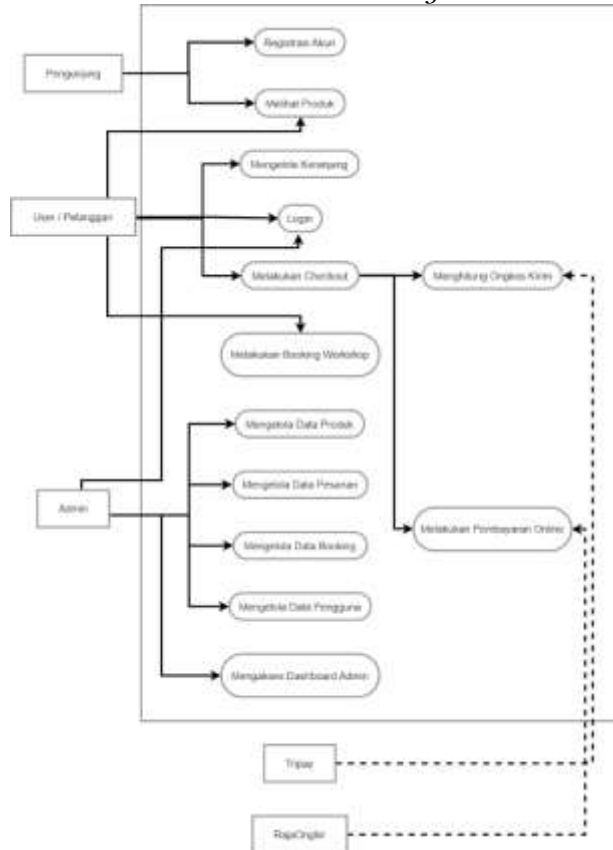 Registrasi Akun
Pengunjung
Melihat Produk
Mengelola Keranjang
User / Pelanggan
Login
Melakukan Checkout
Menghitung Ongkos Kirim
Melakukan Booking Workshop
Mengelola Data Produk
Mengelola Data Pesanan
Admin
Melakukan Pembayaran Online
Mengelola Data Booking
Mengelola Data Pengguna
Mengakses Dashboard Admin
Tripay
RajaOngkir